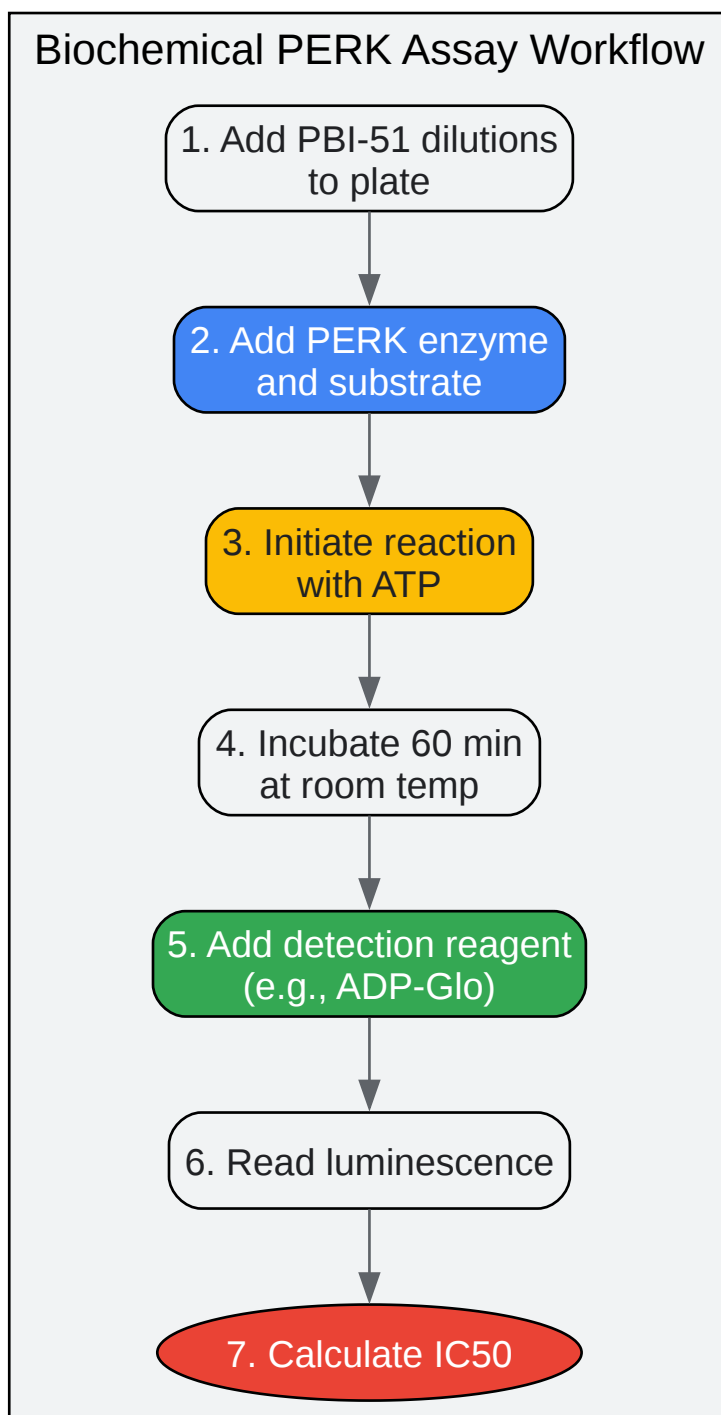 Biochemical PERK Assay Workflow
1. Add PBI-51 dilutions
to plate
2. Add PERK enzyme
and substrate
3. Initiate reaction
with ATP
4. Incubate 60 min
at room temp
5. Add detection reagent
(e.g., ADP-Glo)
6. Read luminescence
7. Calculate IC50